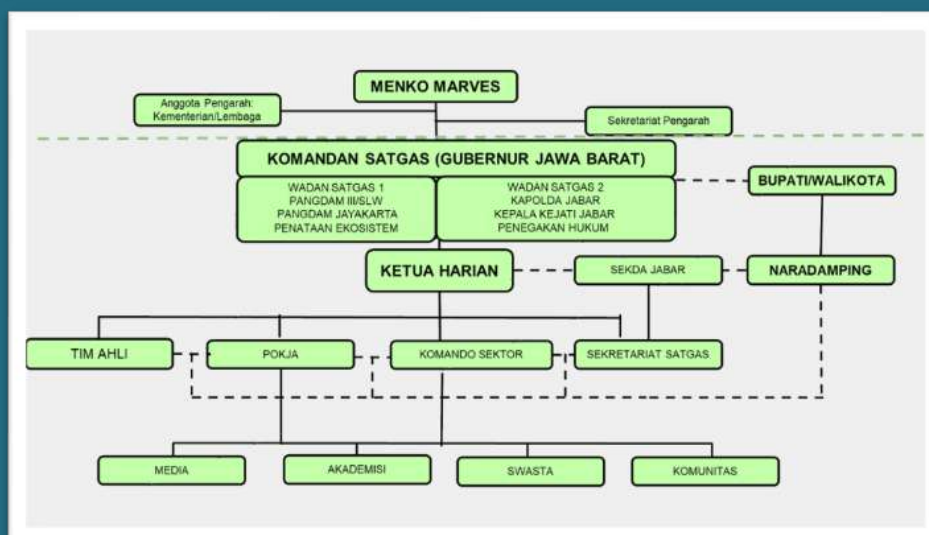 MENKO MARVES
Anggota Pengarah:
Kementerian/Lembaga
Sekretariat Pengarah
KOMANDAN SATGAS (GUBERNUR JAWA BARAT)
WADAN SATGAS 1
PANGDAM III/SLW
PANGDAM JAYAKARTA
PENATAAN EKOSISTEM
WADAN SATGAS 2
KAPOLDA JABAR
KEPALA KEJATI JABAR
PENEGAKAN HUKUM
BUPATI/WALIKOTA
KETUA HARIAN
SEKDA JABAR
NARADAMPING
TIM AHLI
POKJA
KOMANDO SEKTOR
SEKRETARIAT SATGAS
MEDIA
AKADEMISI
SWASTA
KOMUNITAS